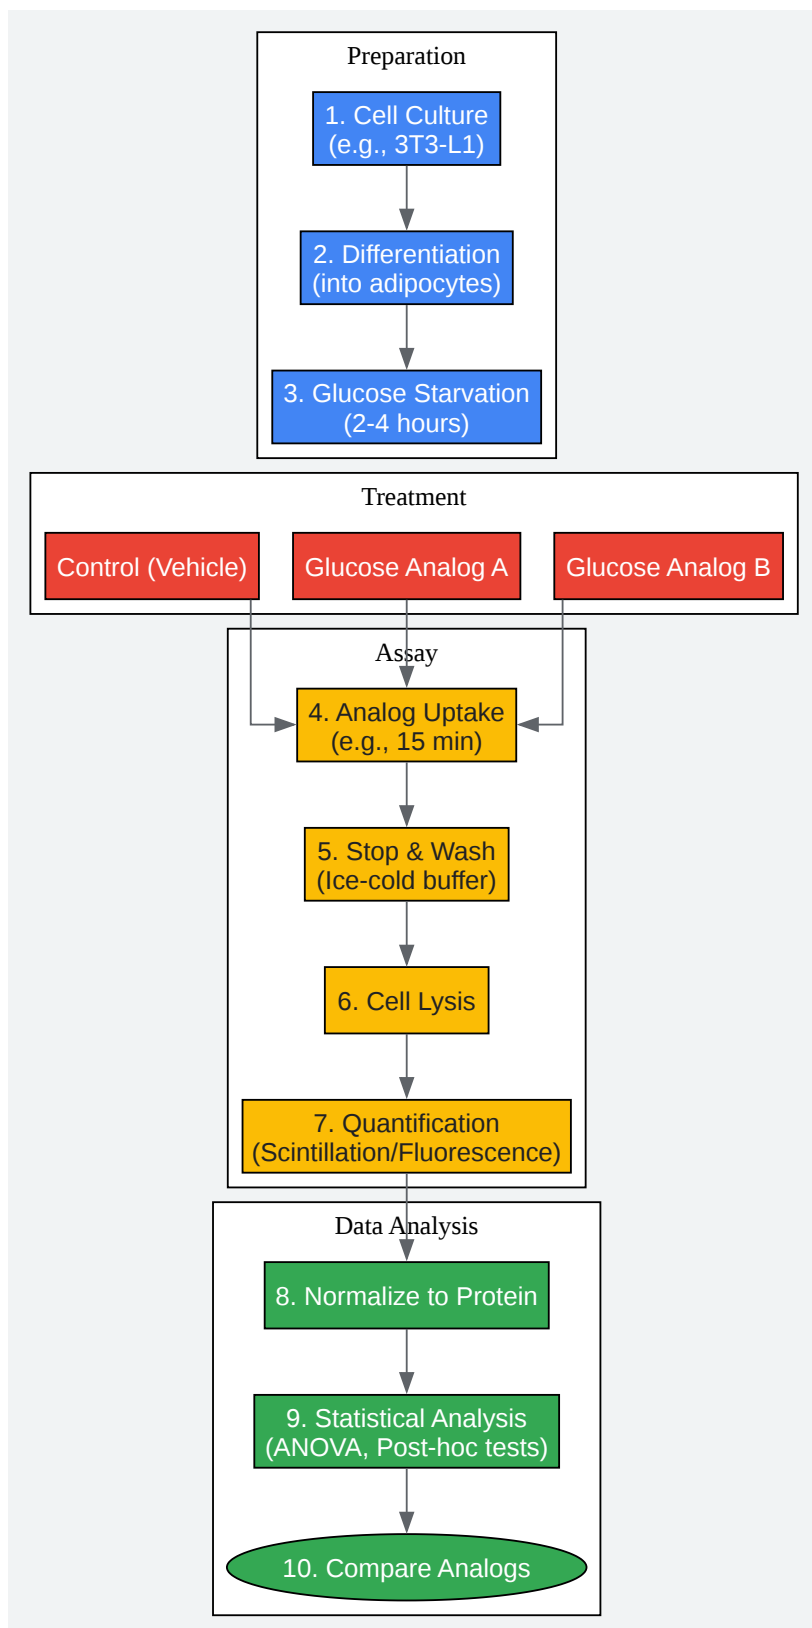 Preparation
1. Cell Culture
(e.g., 3T3-L1)
2. Differentiation
(into adipocytes)
3. Glucose Starvation
(2-4 hours)
Treatment
Control (Vehicle)
Glucose Analog A
Glucose Analog B
Assay
4. Analog Uptake
(e.g., 15 min)
5. Stop & Wash
(Ice-cold buffer)
6. Cell Lysis
7. Quantification
(Scintillation/Fluorescence)
Data Analysis
8. Normalize to Protein
9. Statistical Analysis
(ANOVA, Post-hoc tests)
10. Compare Analogs